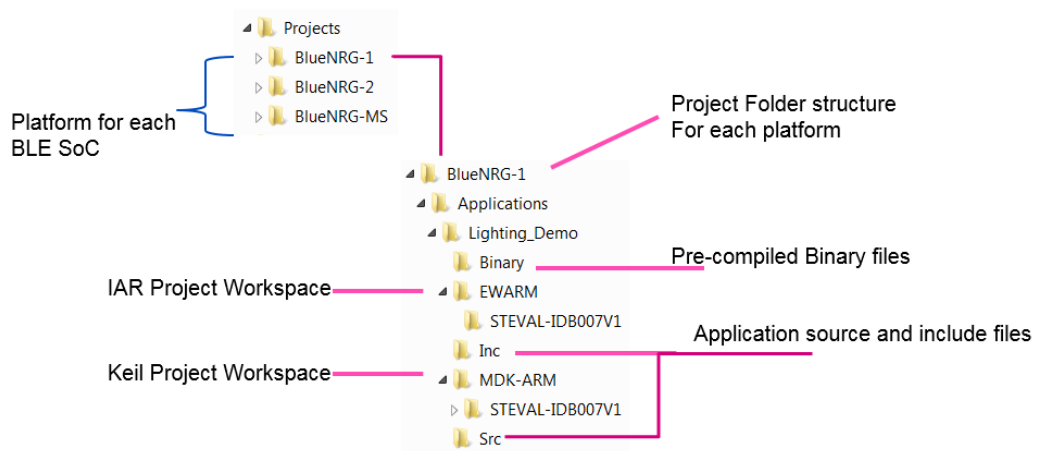 Projects
BlueNRG-1
BlueNRG-2
BlueNRG-MS
Platform for each
BLE SoC
Project Folder structure
For each platform
BlueNRG-1
Applications
Lighting_Demo
Binary
Pre-compiled Binary files
IAR Project Workspace
EWARM
STEVAL-IDB007V1
Application source and include files
Inc
Keil Project Workspace
MDK-ARM
STEVAL-IDB007V1
Src